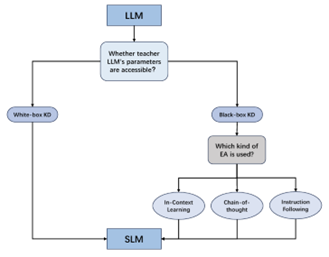 LLM
Whether teacher
LLM's parameters
are accessible?
White-box KD
Black-box KD
Which kind of
EA is used?
In-Context
Learning
Chain-of-
thought
Instruction
Following
SLM